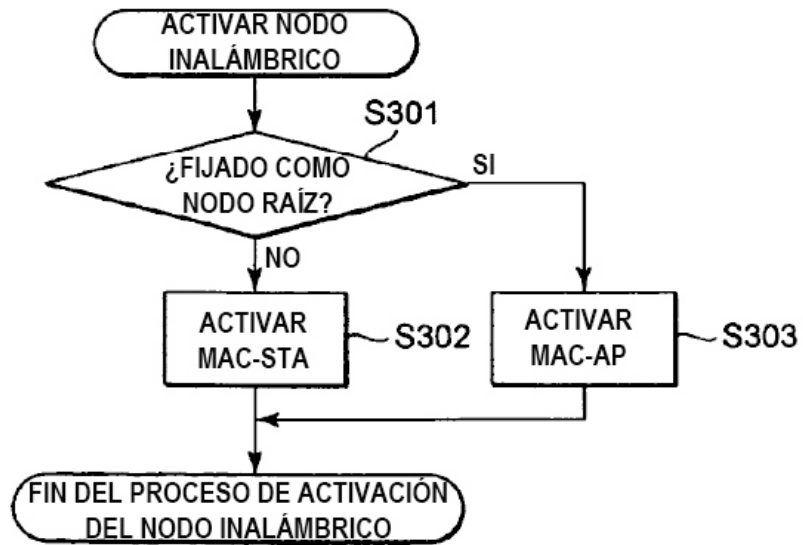 ACTIVAR NODO
INALÁMBRICO
S301
¿FIJADO COMO
NODO RAÍZ?
SI
NO
ACTIVAR
MAC-STA
S302
ACTIVAR
MAC-AP
S303
FIN DEL PROCESO DE ACTIVACIÓN
DEL NODO INALÁMBRICO